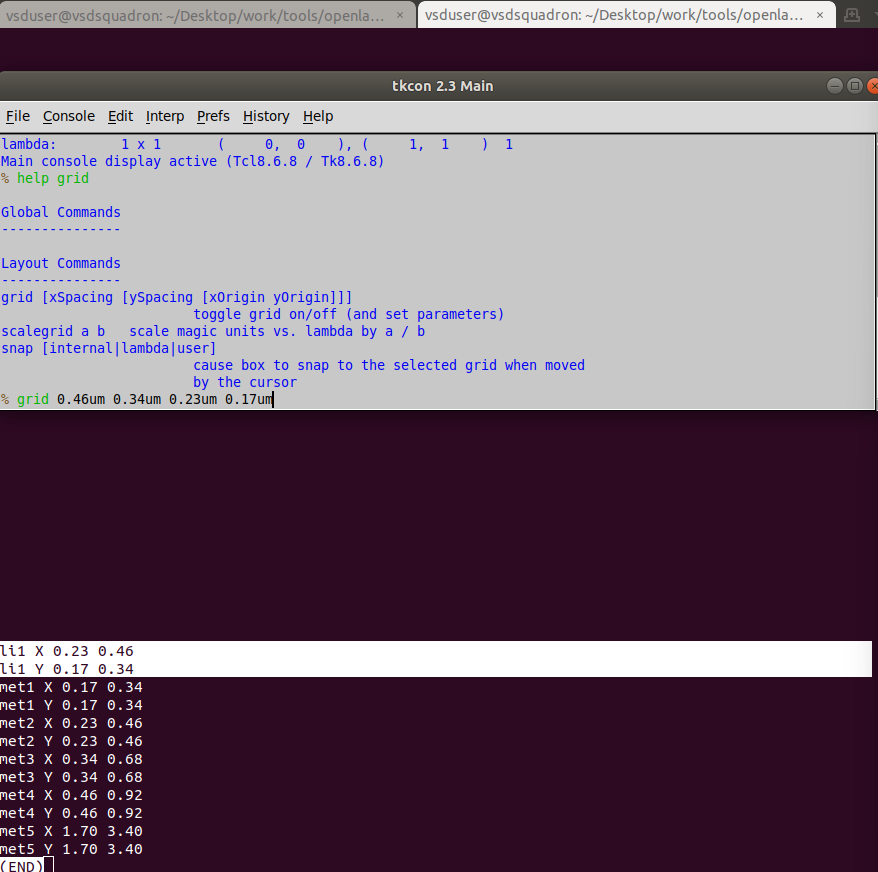 vsduser@vsdsquadron: ~/Desktop/work/tools/openla... × vsduser@vsdsquadron: ~/Desktop/work/tools/openla... ×
tkcon 2.3 Main
File Console Edit Interp Prefs History Help
lambda: 1 x 1 ( 0, 0 ), ( 1, 1 ) 1
Main console display active (Tcl8.6.8 / Tk8.6.8)
% help grid
Global Commands
---------------
Layout Commands
---------------
grid [xSpacing [ySpacing [xOrigin yOrigin]]]
toggle grid on/off (and set parameters)
scalegrid a b scale magic units vs. lambda by a / b
snap [internal|lambda|user]
cause box to snap to the selected grid when moved
by the cursor
% grid 0.46um 0.34um 0.23um 0.17um
li1 X 0.23 0.46
li1 Y 0.17 0.34
met1 X 0.17 0.34
met1 Y 0.17 0.34
met2 X 0.23 0.46
met2 Y 0.23 0.46
met3 X 0.34 0.68
met3 Y 0.34 0.68
met4 X 0.46 0.92
met4 Y 0.46 0.92
met5 X 1.70 3.40
met5 Y 1.70 3.40
(END)